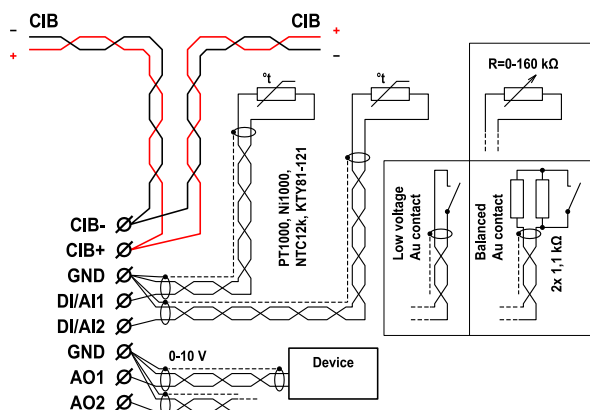 CIB
CIB
–
+
+
–
°t
°t
R=0-160 kΩ
PT1000, Ni1000,
NTC12k, KTY81-121
Low voltage
Au contact
Balanced
Au contact
2x 1,1 kΩ
CIB-
CIB+
GND
DI/AI1
DI/AI2
GND
0-10 V
Device
AO1
AO2